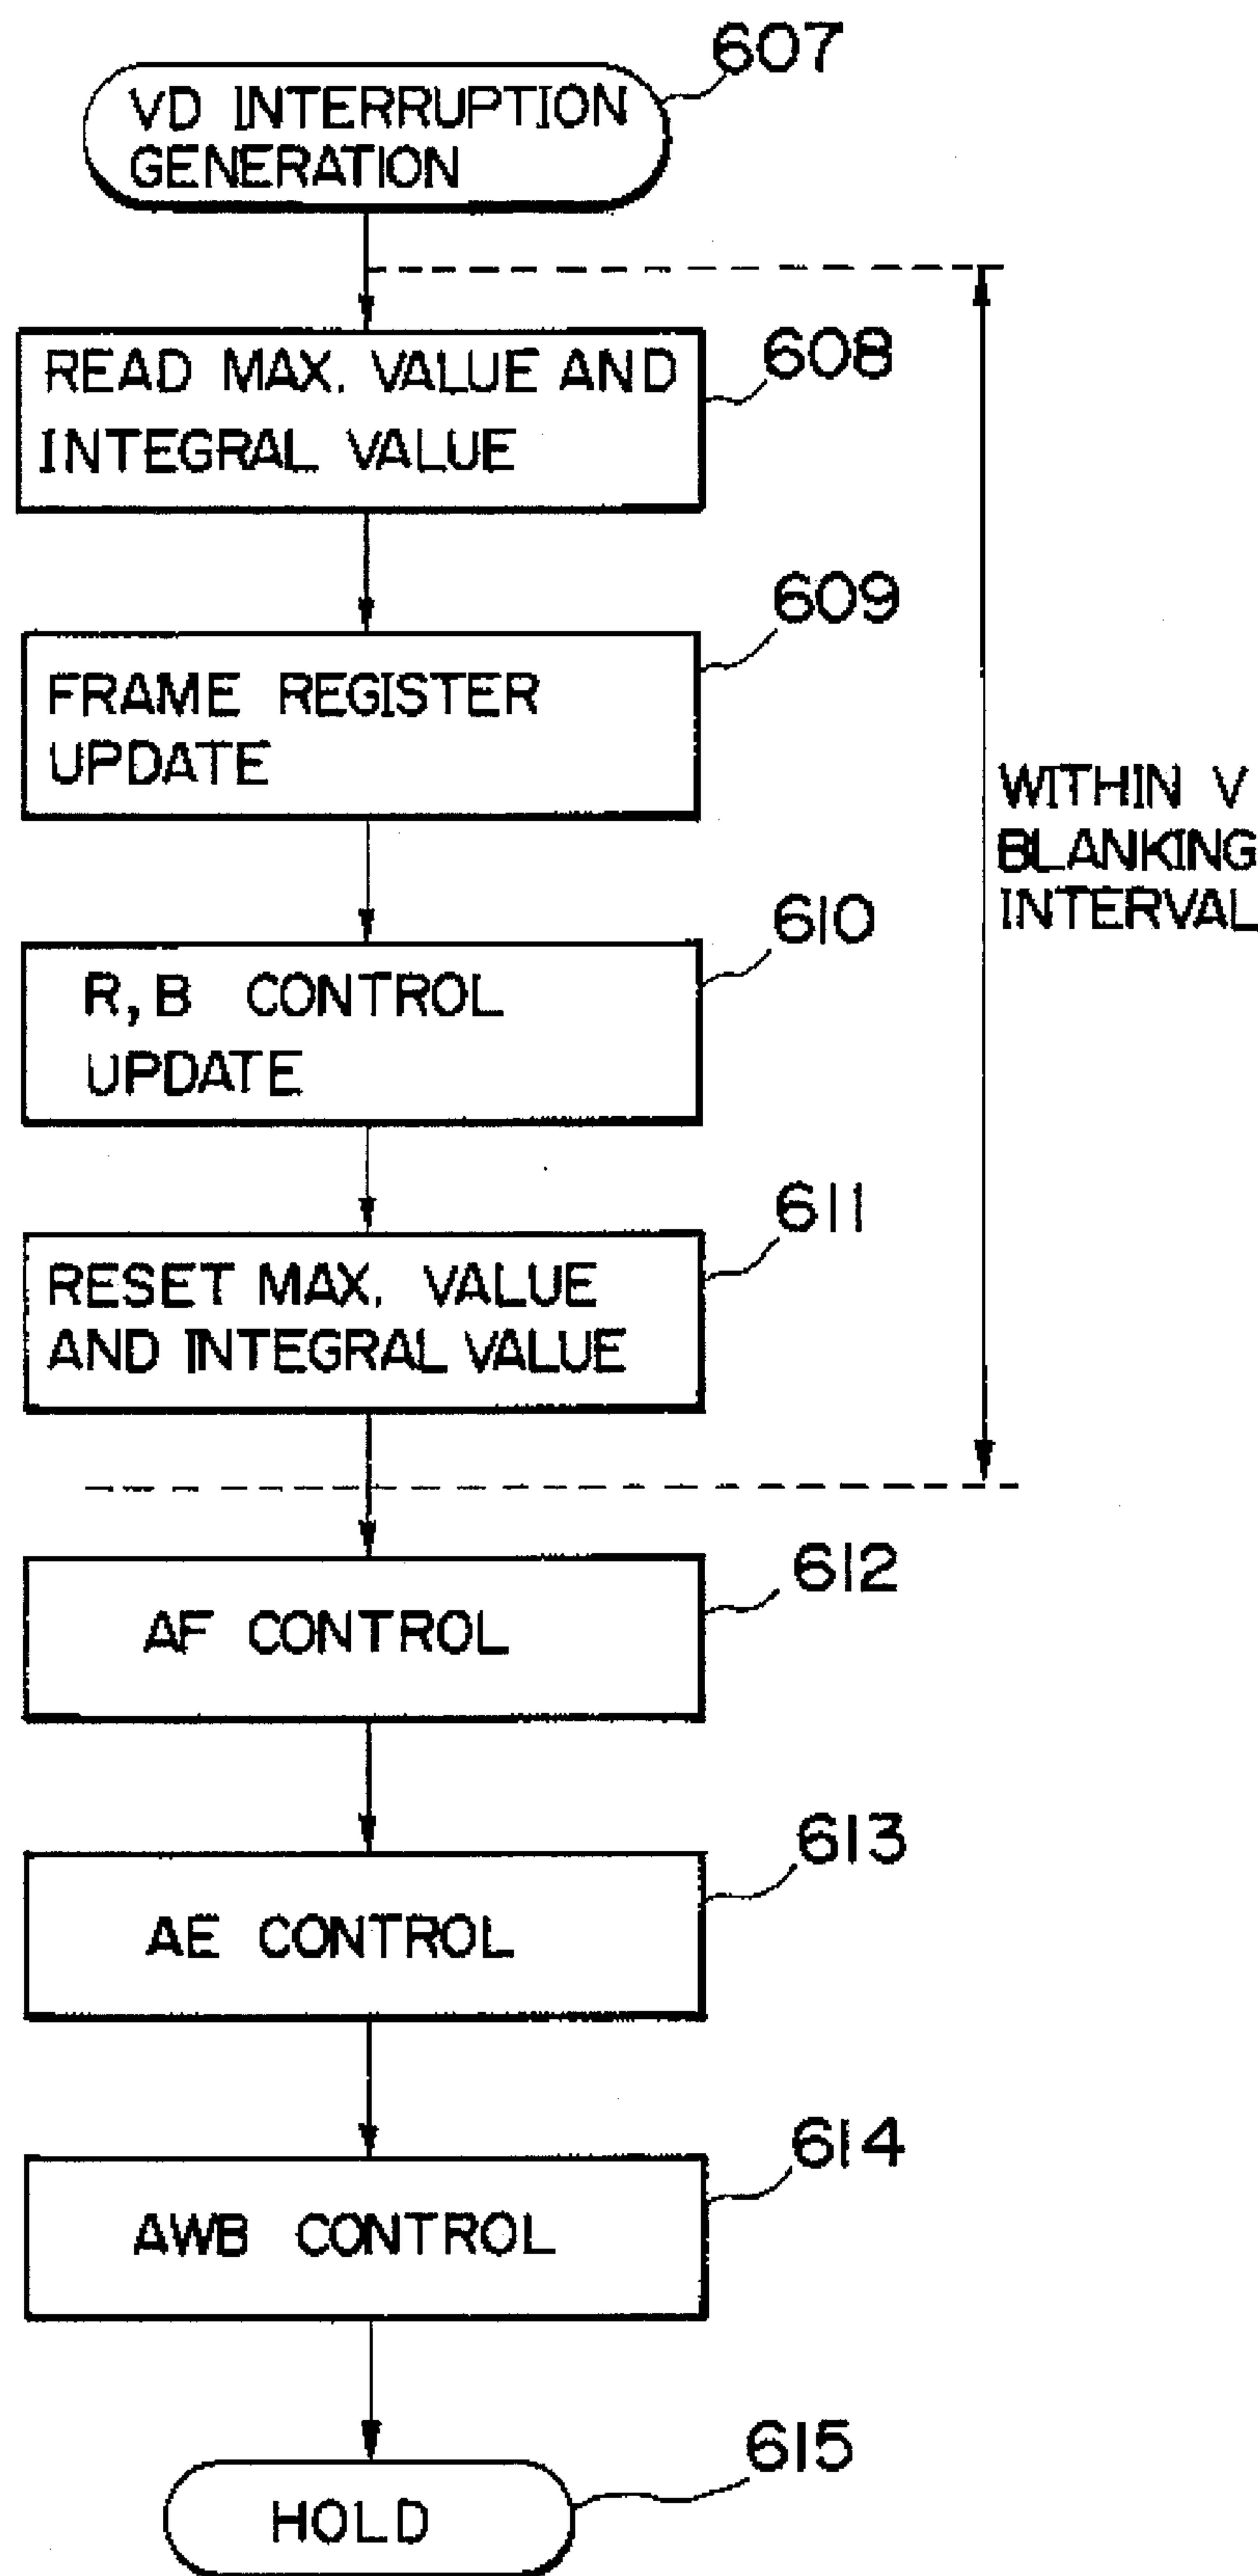 607
VD INTERRUPTION
GENERATION
608
READ MAX. VALUE AND
INTEGRAL VALUE
609
FRAME REGISTER
UPDATE
WITHIN V
BLANKING
INTERVAL
610
R, B CONTROL
UPDATE
611
RESET MAX. VALUE
AND INTEGRAL VALUE
612
AF CONTROL
613
AE CONTROL
614
AWB CONTROL
615
HOLD